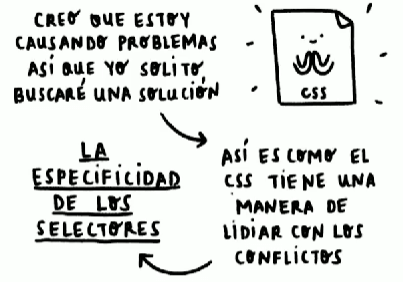 CREO QUE ESTOY
CAUSANDO PROBLEMAS
ASÍ QUE YO SOLITO
BUSCARÉ UNA SOLUCIÓN
CSS
ASÍ ES COMO EL
CSS TIENE UNA
MANERA DE
LIDIAR CON LOS
CONFLICTOS
LA
ESPECIFICIDAD
DE LOS
SELECTORES